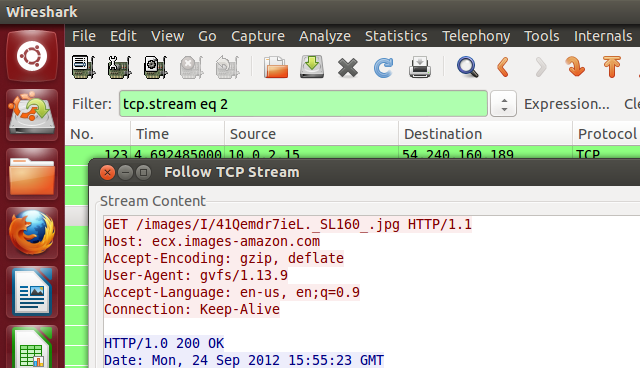 Wireshark
File Edit View Go Capture Analyze Statistics Telephony Tools Internals
Filter: tcp.stream eq 2 Expression...
No. Time Source Destination Protocol
123 4.692485000 10.0.2.15 54.240.160.189 TCP
Follow TCP Stream
Stream Content
GET /images/I/41Qemdr7ieL._SL160_.jpg HTTP/1.1
Host: ecx.images-amazon.com
Accept-Encoding: gzip, deflate
User-Agent: gvfs/1.13.9
Accept-Language: en-us, en;q=0.9
Connection: Keep-Alive
HTTP/1.0 200 OK
Date: Mon, 24 Sep 2012 15:55:23 GMT